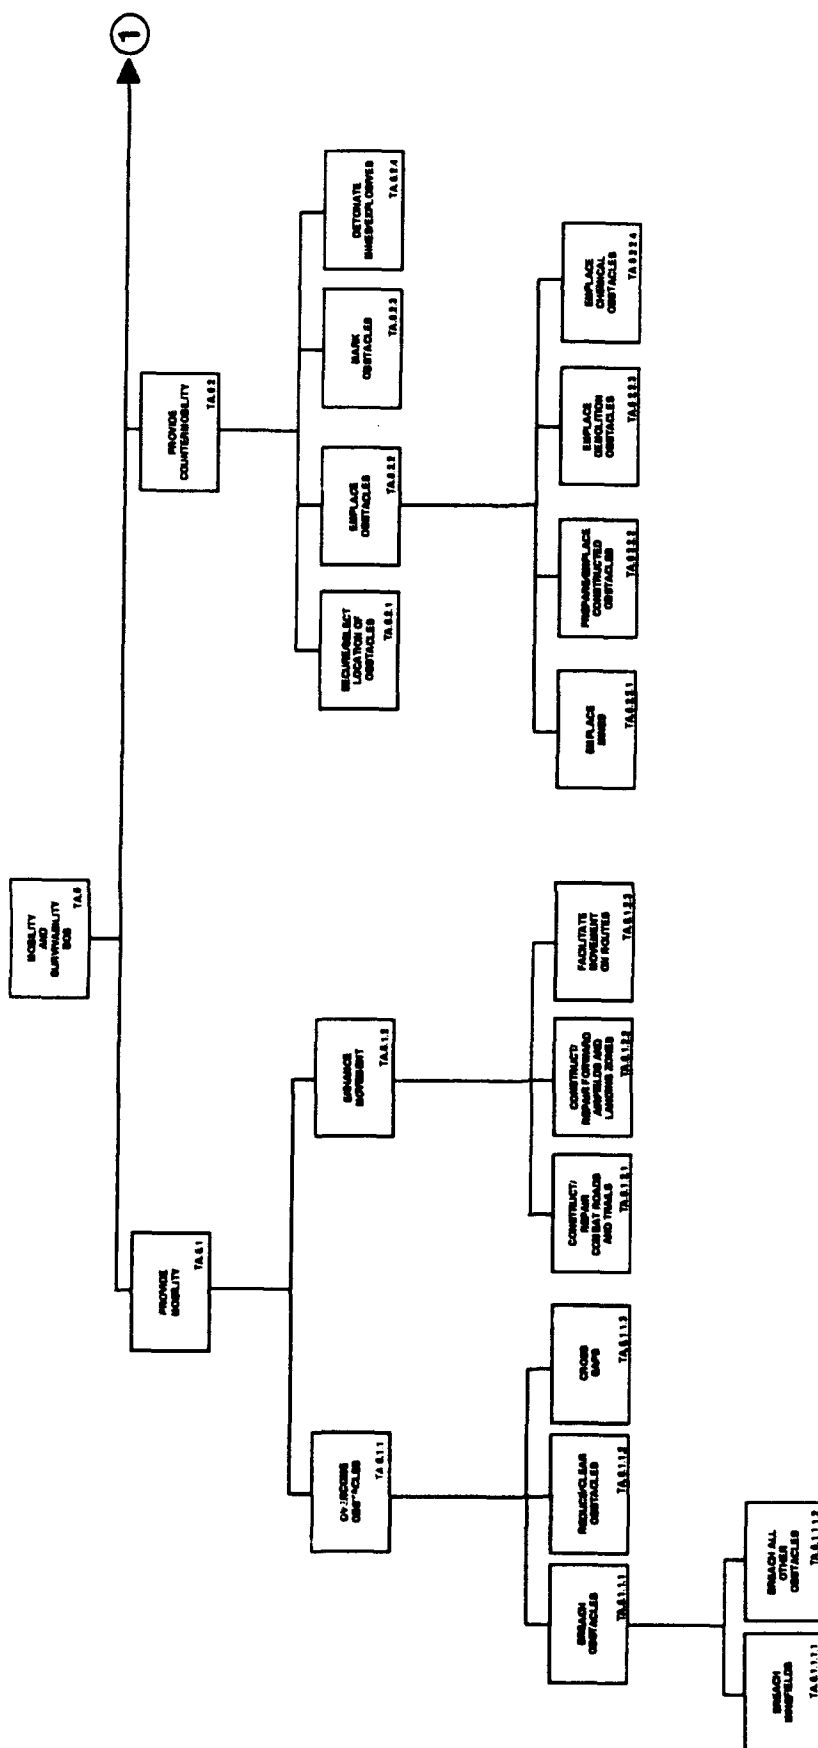 1
MOBILITY
AND
SURVIVABILITY
BOS
TA.6
PROVIDE
MOBILITY
TA.6.1
PROVIDE
COUNTERMOBILITY
TA.6.2
OVERCOME
OBSTACLES
TA.6.1.1
ENHANCE
MOVEMENT
TA.6.1.2
SECURE/SELECT
LOCATION OF
OBSTACLES
TA.6.2.1
EMPLACE
OBSTACLES
TA.6.2.2
MARK
OBSTACLES
TA.6.2.3
DETONATE
MINES/EXPLOSIVES
TA.6.2.4
BREACH
OBSTACLES
TA.6.1.1.1
REDUCE/CLEAR
OBSTACLES
TA.6.1.1.2
CROSS
GAPS
TA.6.1.1.3
CONSTRUCT/
REPAIR
COMBAT ROADS
AND TRAILS
TA.6.1.2.1
CONSTRUCT/
REPAIR FORWARD
AIRFIELDS AND
LANDING ZONES
TA.6.1.2.2
FACILITATE
MOVEMENT
ON ROUTES
TA.6.1.2.3
EMPLACE
MINES
TA.6.2.2.1
PREPARE/EMPLACE
CONSTRUCTED
OBSTACLES
TA.6.2.2.2
EMPLACE
DEMOLITION
OBSTACLES
TA.6.2.2.3
EMPLACE
CHEMICAL
OBSTACLES
TA.6.2.2.4
BREACH
MINEFIELDS
TA.6.1.1.1.1
BREACH ALL
OTHER
OBSTACLES
TA.6.1.1.1.2